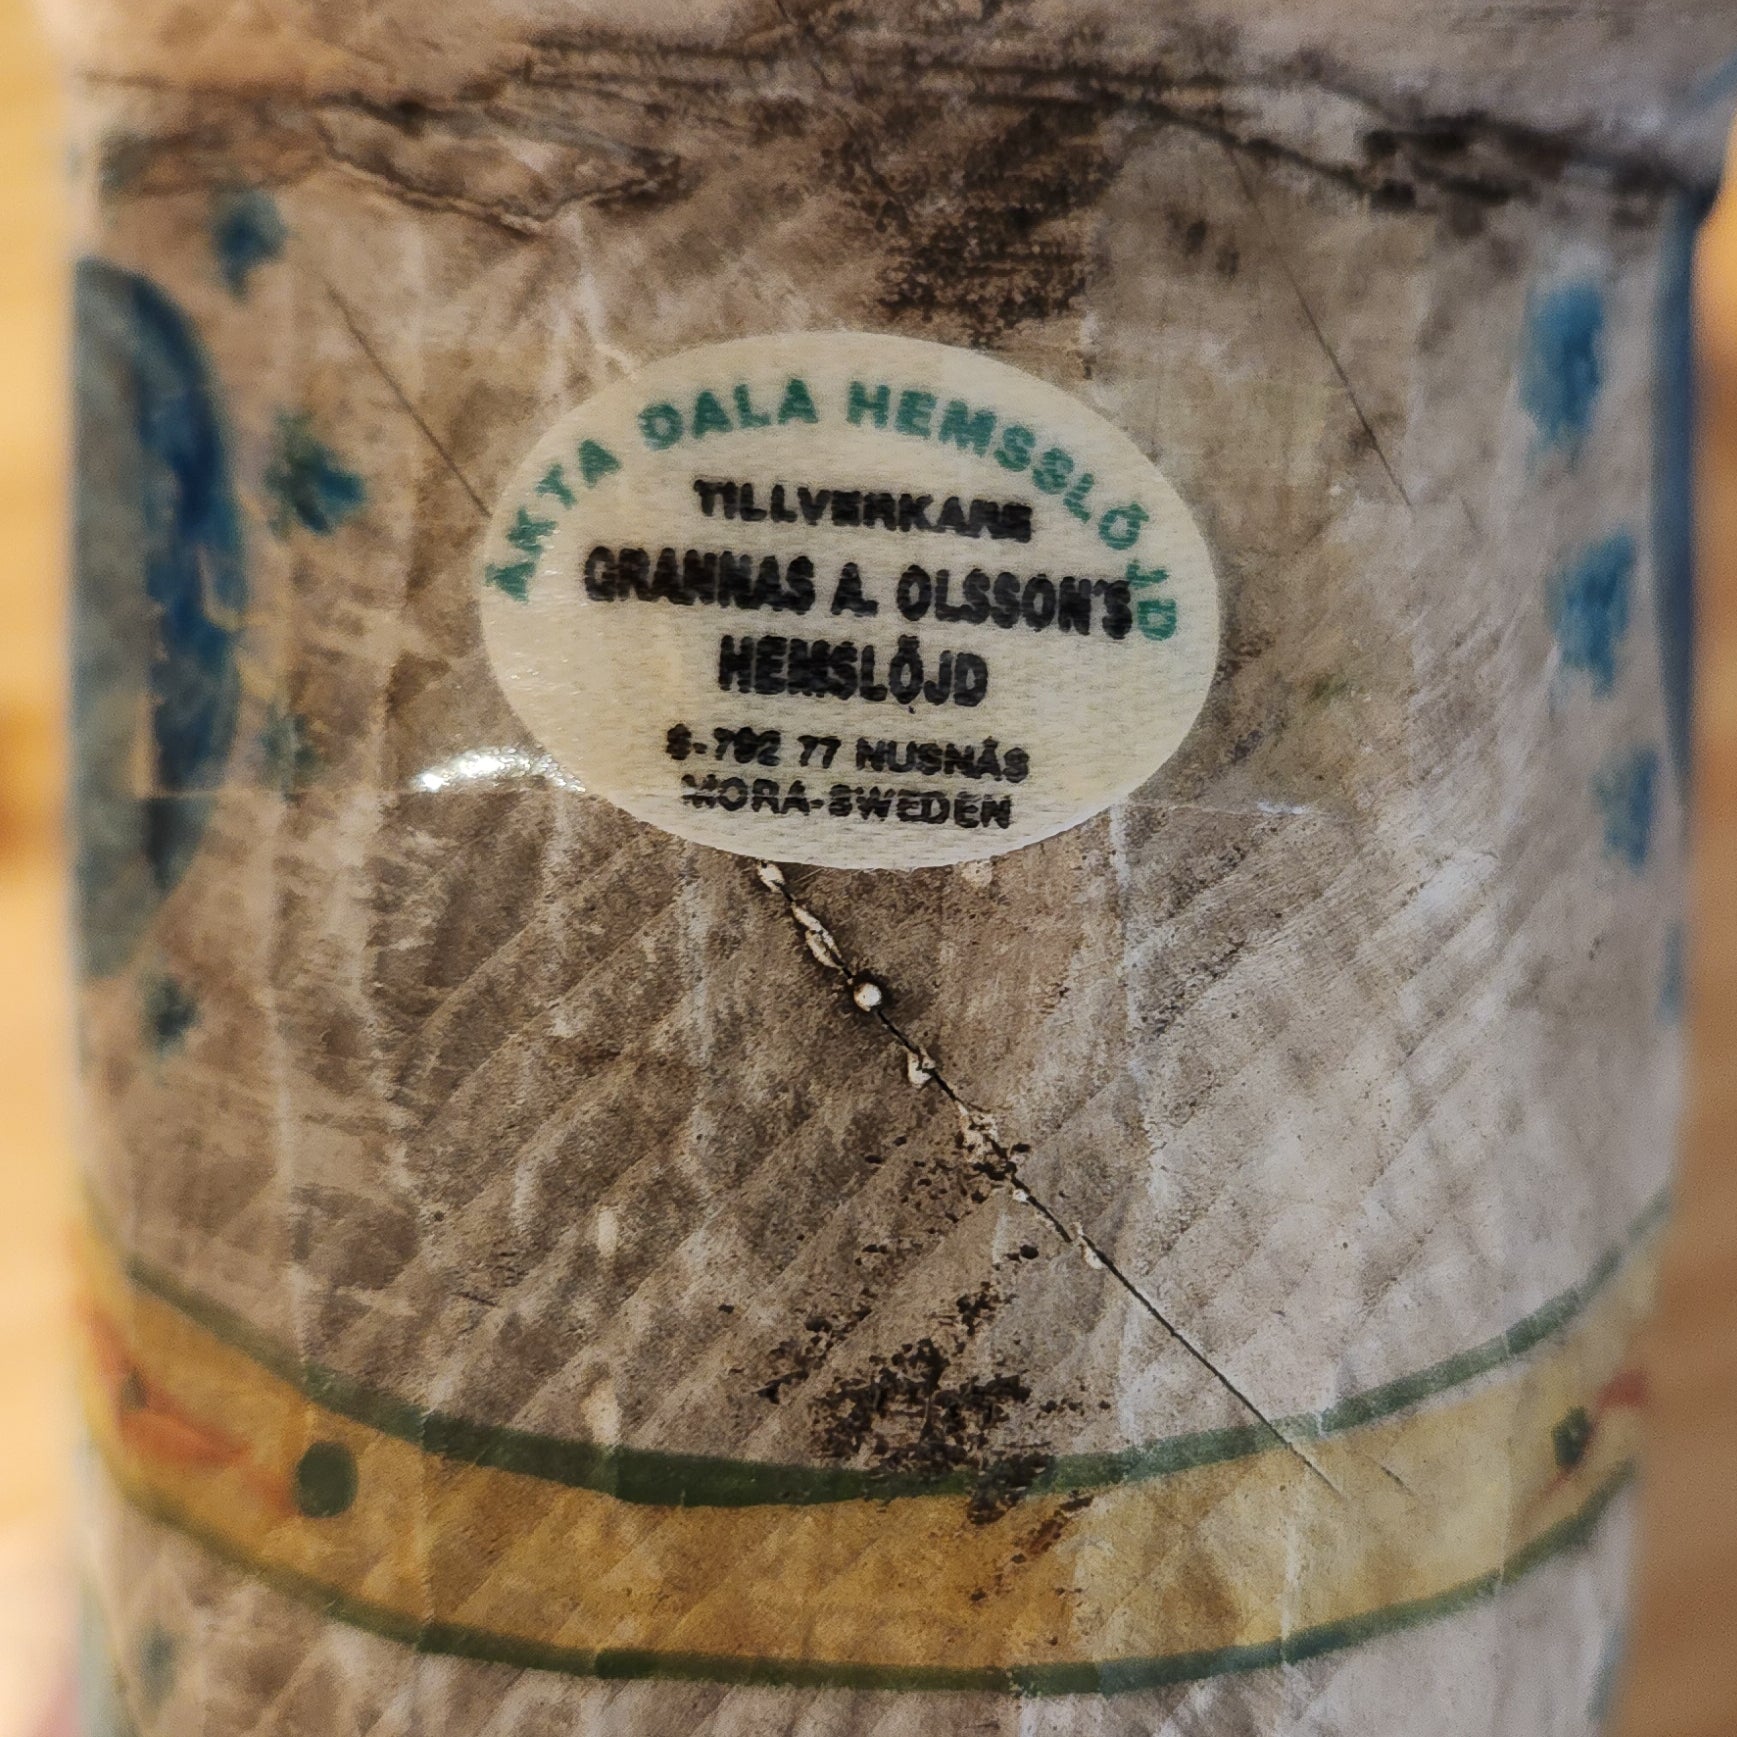 ÄKTA DALA HEMSSLÖJD
TILLVERKARE
GRANNAS A. OLSSON'S
HEMSLÖJD
S-792 77 NUSNÄS
MORA-SWEDEN